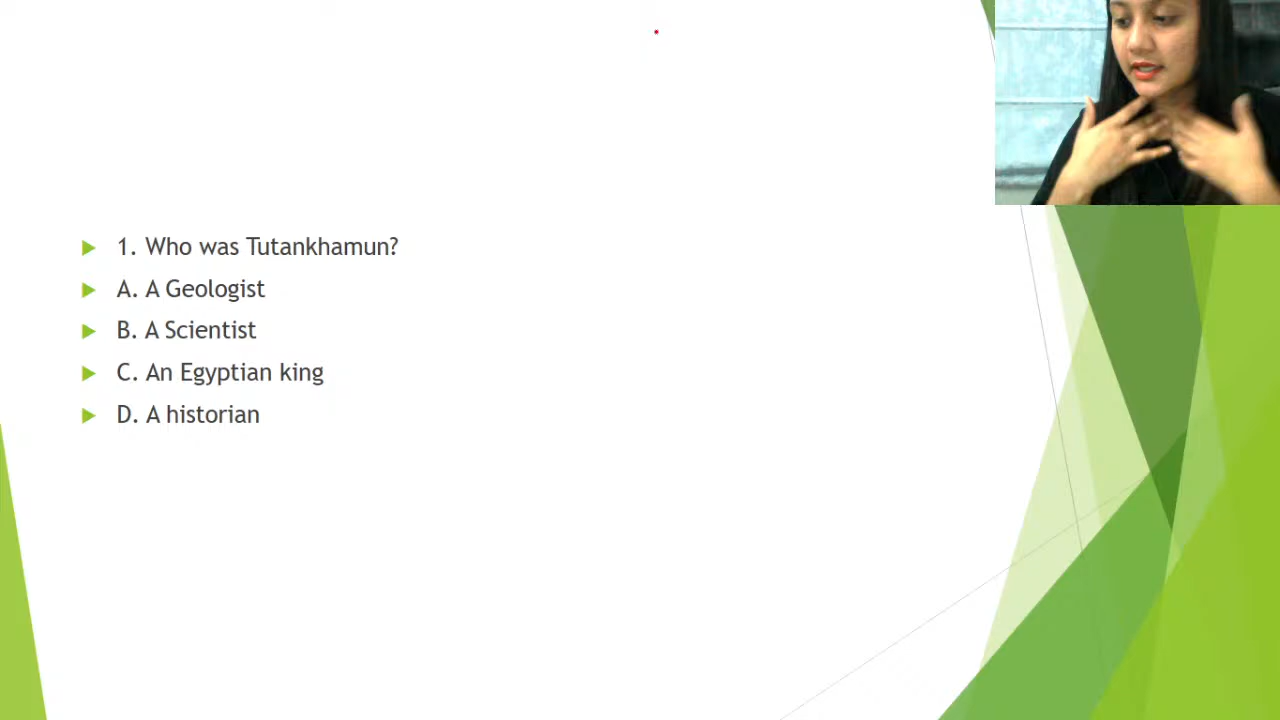 1. Who was Tutankhamun?
A. A Geologist
B. A Scientist
C. An Egyptian king
D. A historian